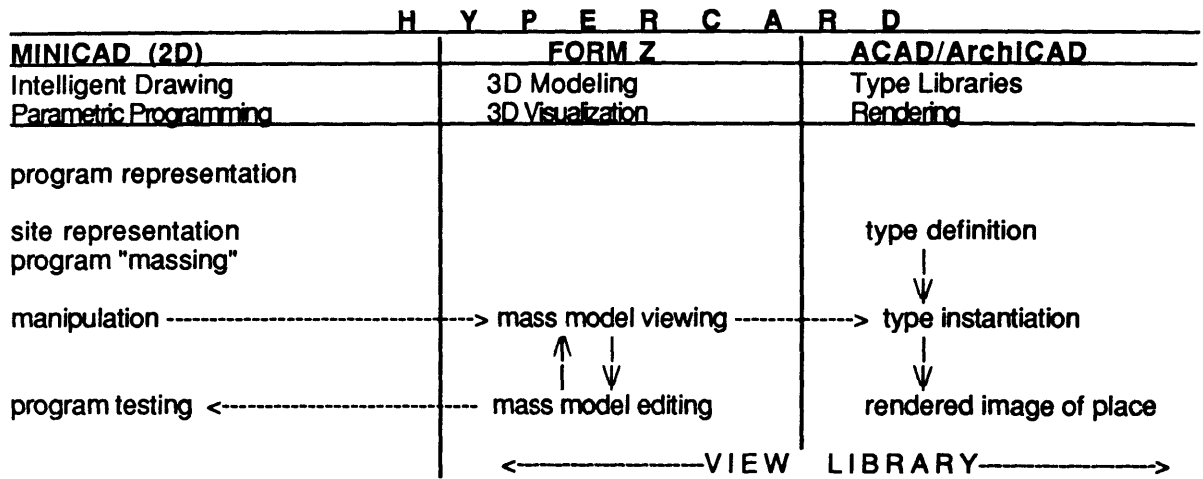 H Y P E R C A R D
MINICAD (2D) FORM Z ACAD/ArchiCAD
Intelligent Drawing 3D Modeling Type Libraries
Parametric Programming 3D Visualization Rendering
program representation
site representation type definition
program "massing"
manipulation mass model viewing type instantiation
program testing mass model editing rendered image of place
VIEW LIBRARY